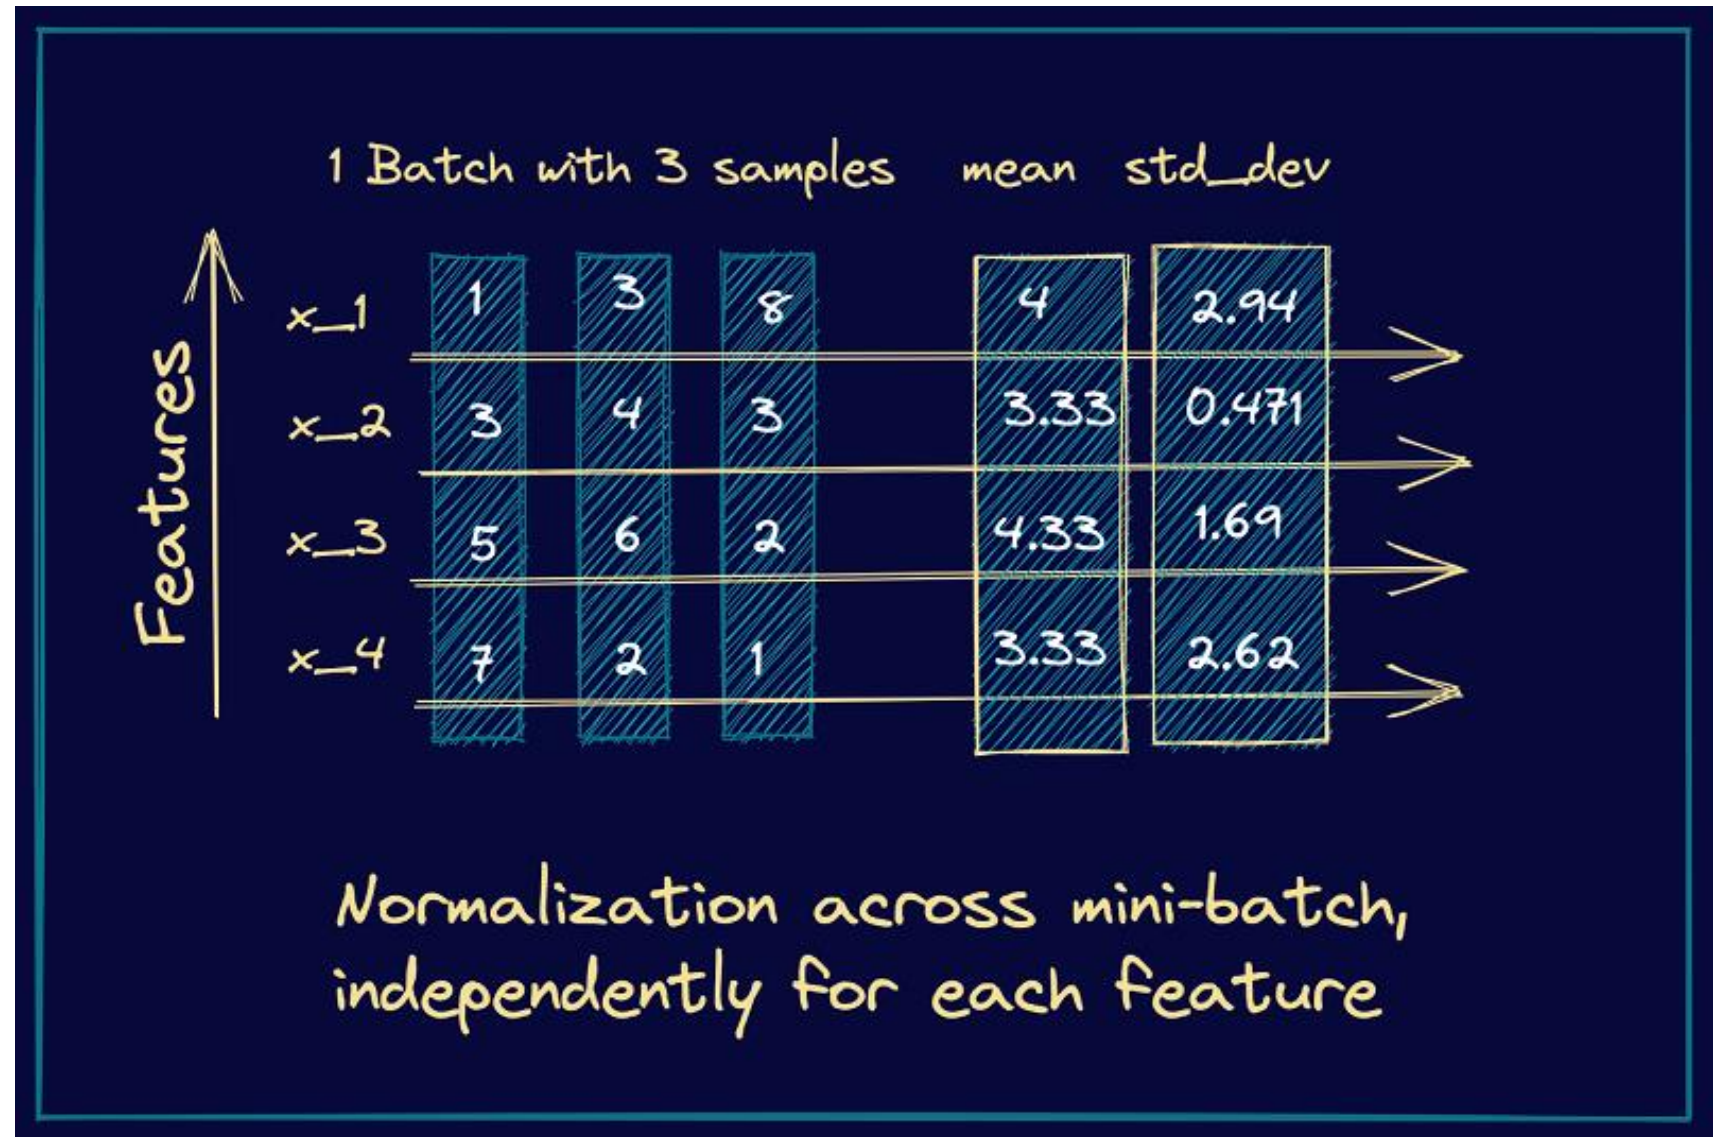 1 Batch with 3 samples mean std_dev
Features
x_1 1 3 8 4 2.94
x_2 3 4 3 3.33 0.471
x_3 5 6 2 4.33 1.69
x_4 7 2 1 3.33 2.62
Normalization across mini-batch,
independently for each feature